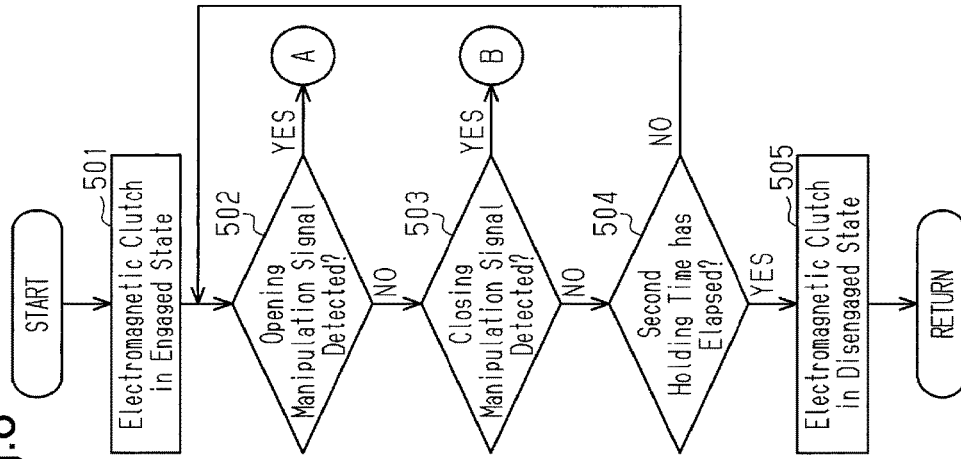 START
501
Electromagnetic Clutch
in Engaged State
502
Opening
Manipulation Signal
Detected?
YES
A
NO
503
Closing
Manipulation Signal
Detected?
YES
B
NO
504
Second
Holding Time has
Elapsed?
NO
YES
505
Electromagnetic Clutch
in Disengaged State
RETURN